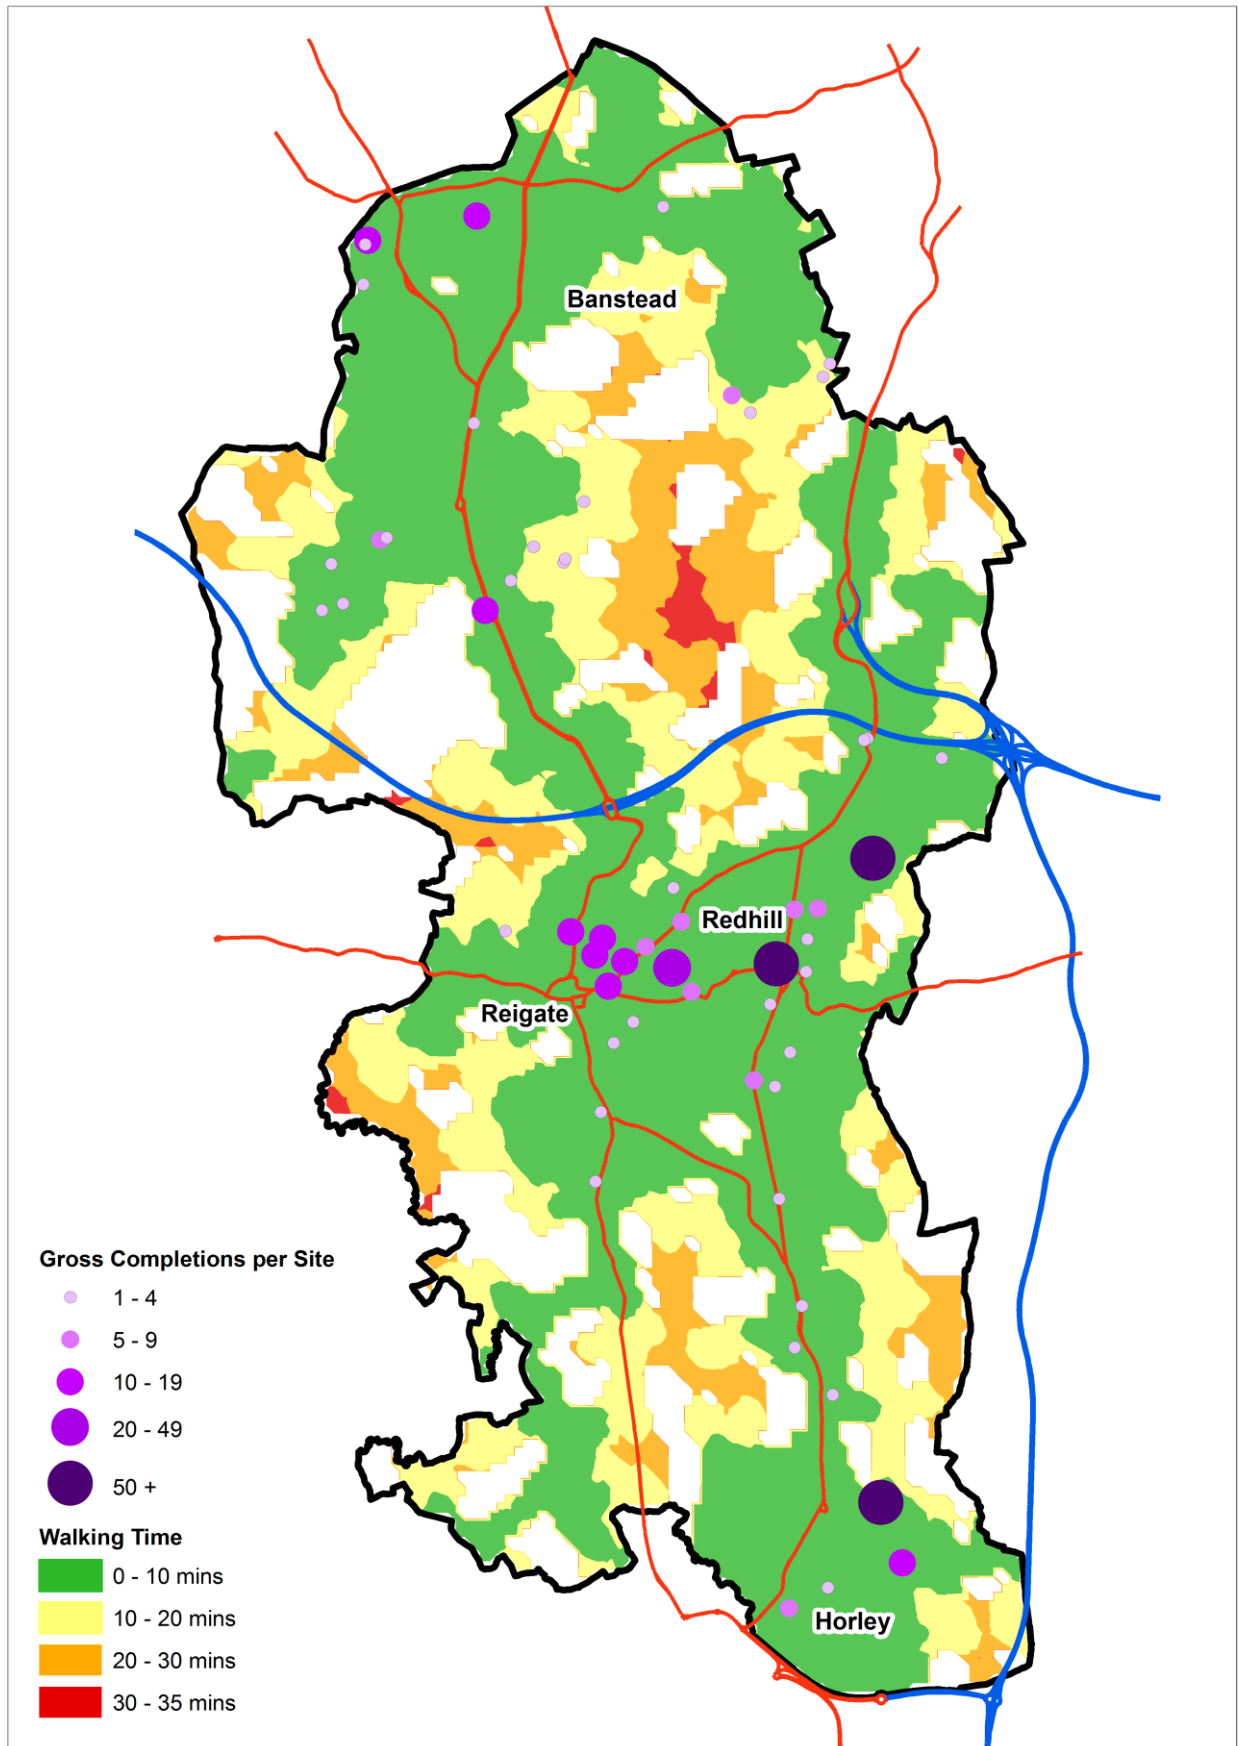 Banstead
Redhill
Reigate
Gross Completions per Site
1 - 4
5 - 9
10 - 19
20 - 49
50 +
Walking Time
0 - 10 mins
10 - 20 mins
20 - 30 mins
30 - 35 mins
Horley